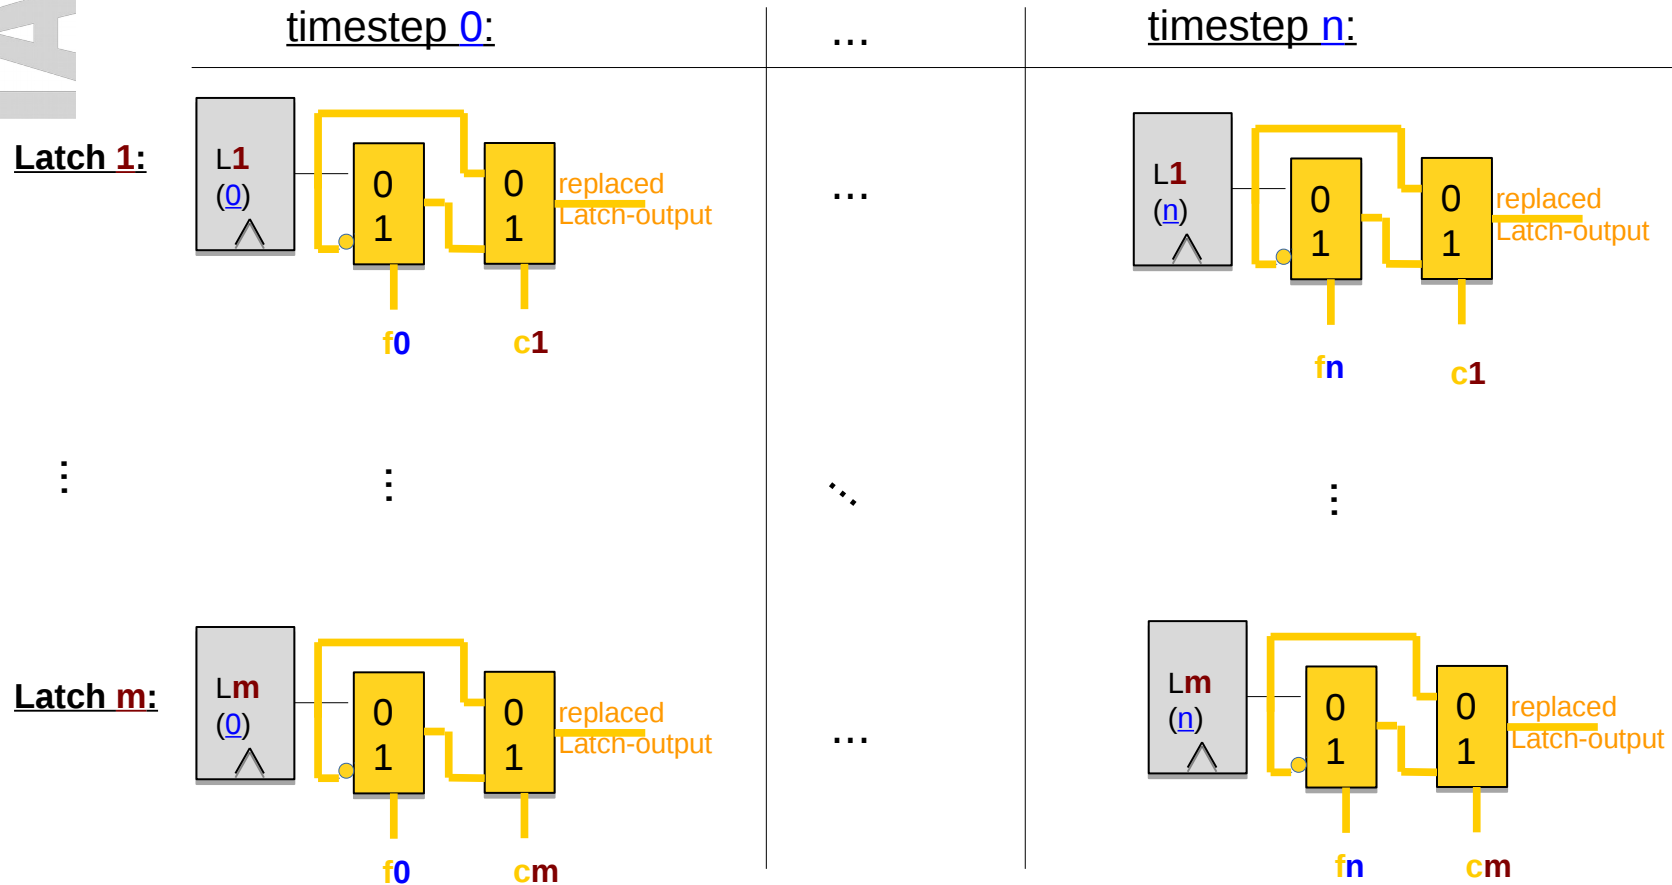 timestep 0:
...
timestep n:
Latch 1:
L1
(0)
0
1
0
1
replaced
Latch-output
f0
c1
...
L1
(n)
0
1
0
1
replaced
Latch-output
fn
c1
...
...
...
...
Latch m:
Lm
(0)
0
1
0
1
replaced
Latch-output
f0
cm
...
Lm
(n)
0
1
0
1
replaced
Latch-output
fn
cm